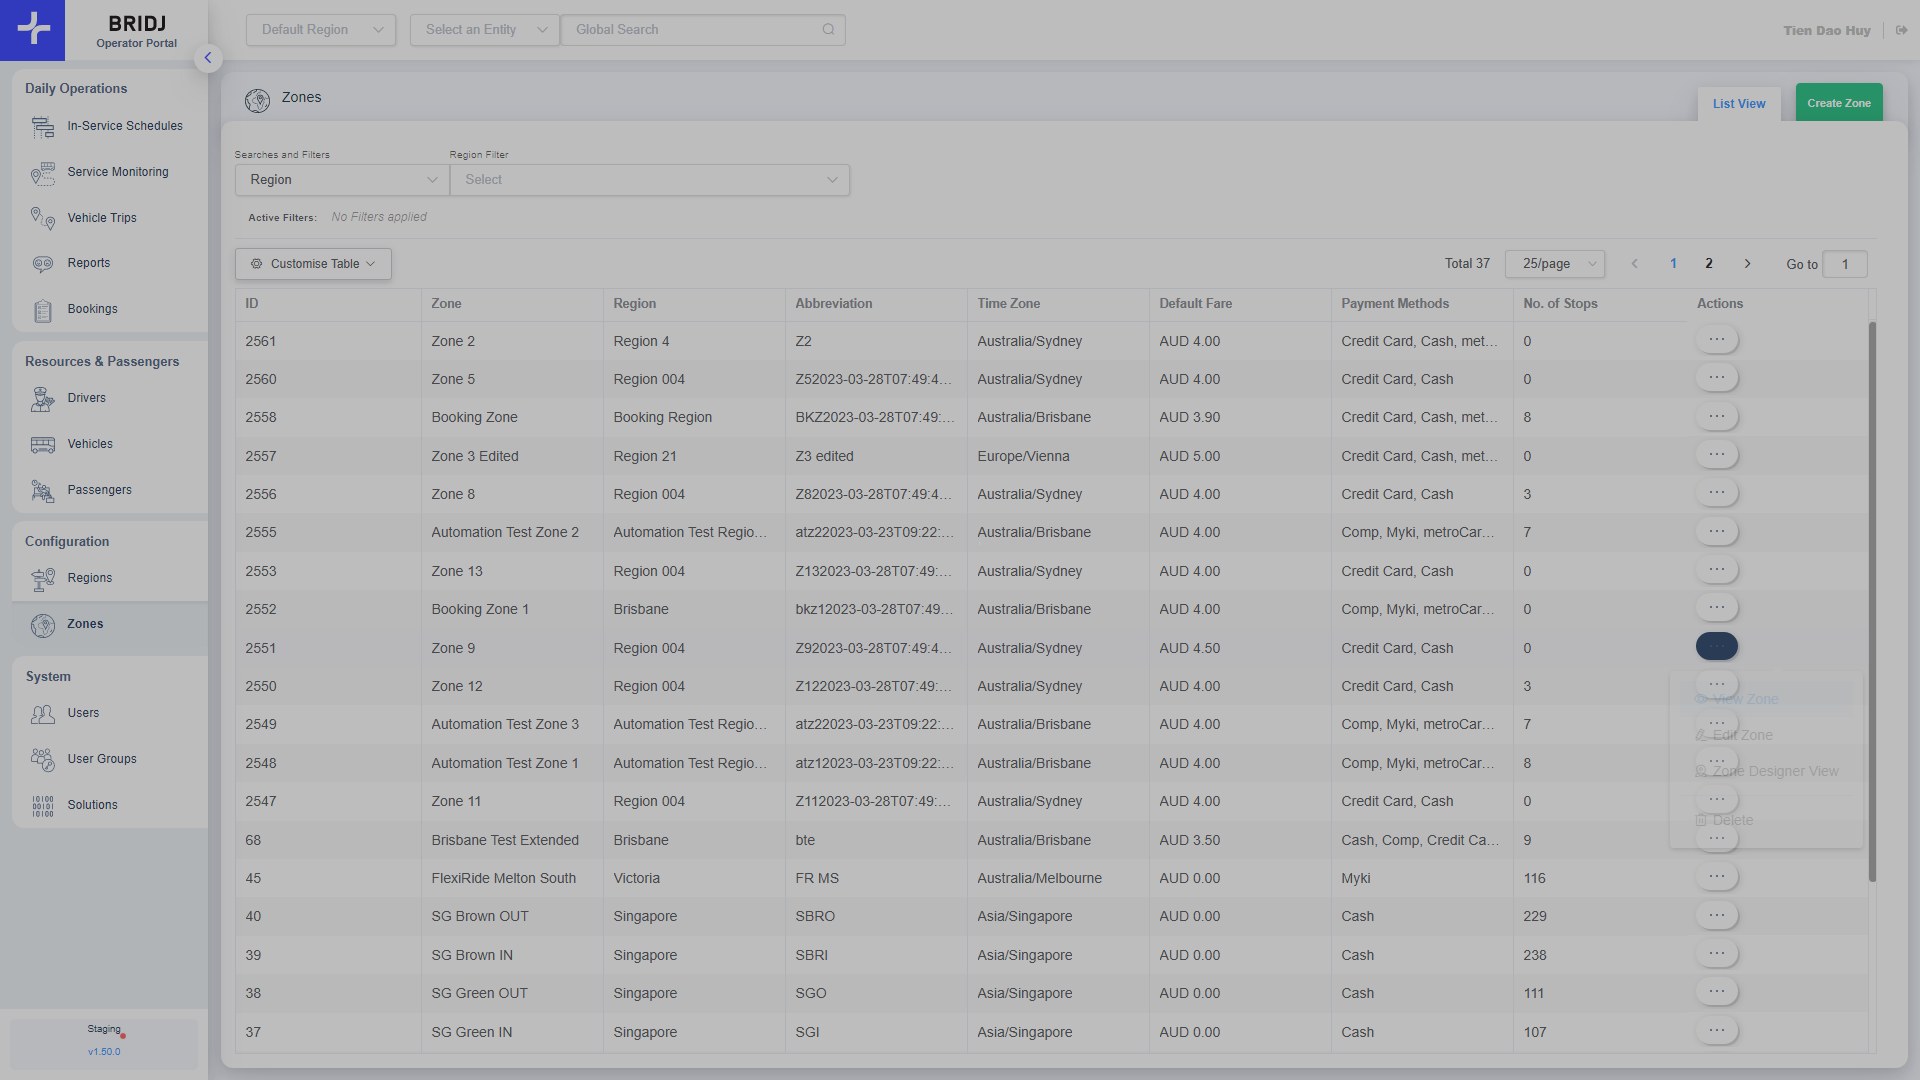 BRIDJ
Operator Portal
Default Region
Select an Entity
Global Search
Tien Dao Huy
Daily Operations
In-Service Schedules
Service Monitoring
Vehicle Trips
Reports
Bookings
Resources & Passengers
Drivers
Vehicles
Passengers
Configuration
Regions
Zones
System
Users
User Groups
Solutions
Staging
v1.50.0
Zones
List View
Create Zone
Searches and Filters
Region Filter
Region
Select
Active Filters: No Filters applied
Customise Table
Total 37
25/page
1
2
Go to
1
ID Zone Region Abbreviation Time Zone Default Fare Payment Methods No. of Stops Actions
2561 Zone 2 Region 4 Z2 Australia/Sydney AUD 4.00 Credit Card, Cash, met... 0
2560 Zone 5 Region 004 Z52023-03-28T07:49:4... Australia/Sydney AUD 4.00 Credit Card, Cash 0
2558 Booking Zone Booking Region BKZ2023-03-28T07:49:... Australia/Brisbane AUD 3.90 Credit Card, Cash, met... 8
2557 Zone 3 Edited Region 21 Z3 edited Europe/Vienna AUD 5.00 Credit Card, Cash, met... 0
2556 Zone 8 Region 004 Z82023-03-28T07:49:4... Australia/Sydney AUD 4.00 Credit Card, Cash 3
2555 Automation Test Zone 2 Automation Test Regio... atz22023-03-23T09:22:... Australia/Brisbane AUD 4.00 Comp, Myki, metroCar... 7
2553 Zone 13 Region 004 Z132023-03-28T07:49:... Australia/Sydney AUD 4.00 Credit Card, Cash 0
2552 Booking Zone 1 Brisbane bkz12023-03-28T07:49... Australia/Brisbane AUD 4.00 Comp, Myki, metroCar... 0
2551 Zone 9 Region 004 Z92023-03-28T07:49:4... Australia/Sydney AUD 4.50 Credit Card, Cash 0
2550 Zone 12 Region 004 Z122023-03-28T07:49:... Australia/Sydney AUD 4.00 Credit Card, Cash 3
2549 Automation Test Zone 3 Automation Test Regio... atz22023-03-23T09:22:... Australia/Brisbane AUD 4.00 Comp, Myki, metroCar... 7
2548 Automation Test Zone 1 Automation Test Regio... atz12023-03-23T09:22:... Australia/Brisbane AUD 4.00 Comp, Myki, metroCar... 8
2547 Zone 11 Region 004 Z112023-03-28T07:49:... Australia/Sydney AUD 4.00 Credit Card, Cash 0
68 Brisbane Test Extended Brisbane bte Australia/Brisbane AUD 3.50 Cash, Comp, Credit Ca... 9
45 FlexiRide Melton South Victoria FR MS Australia/Melbourne AUD 0.00 Myki 116
40 SG Brown OUT Singapore SBRO Asia/Singapore AUD 0.00 Cash 229
39 SG Brown IN Singapore SBRI Asia/Singapore AUD 0.00 Cash 238
38 SG Green OUT Singapore SGO Asia/Singapore AUD 0.00 Cash 111
37 SG Green IN Singapore SGI Asia/Singapore AUD 0.00 Cash 107
View Zone
Edit Zone
Zone Designer View
Delete